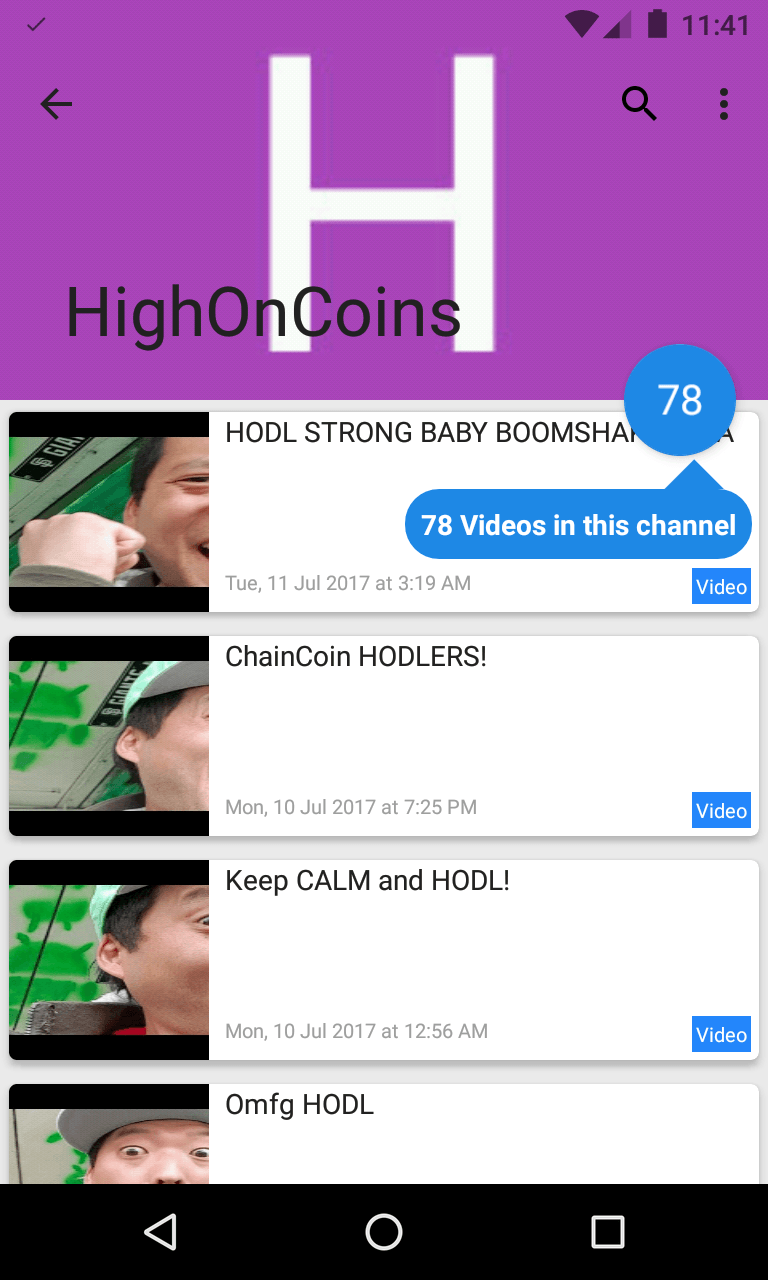 11:41
H
HighOnCoins
78
HODL STRONG BABY
78 Videos in this channel
Tue, 11 Jul 2017 at 3:19 AM
Video
ChainCoin HODLERS!
Mon, 10 Jul 2017 at 7:25 PM
Video
Keep CALM and HODL!
Mon, 10 Jul 2017 at 12:56 AM
Video
Omfg HODL